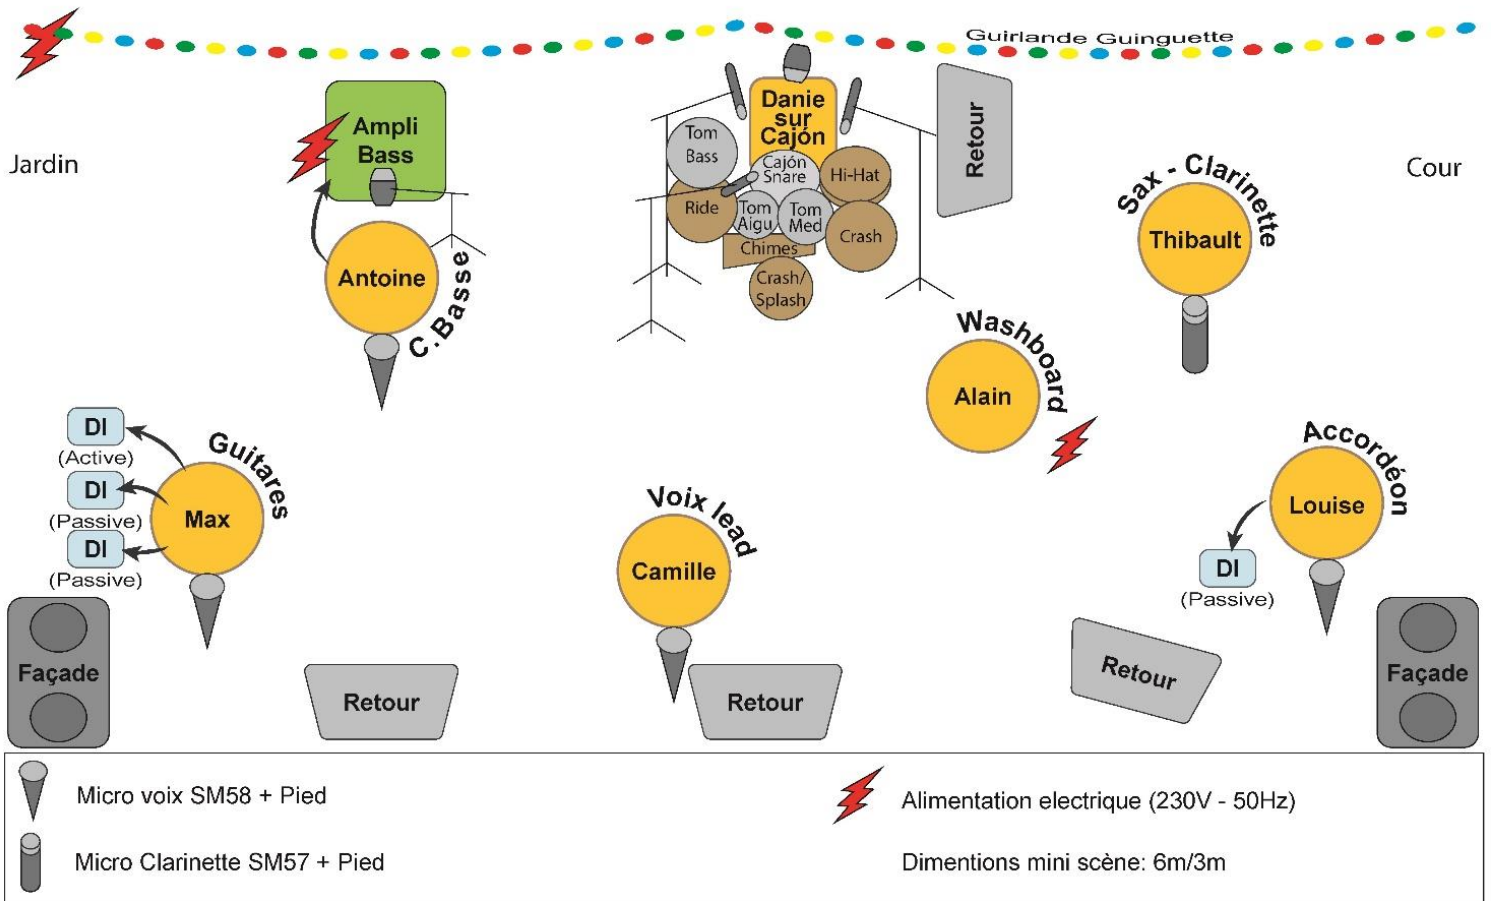 Guirlande Guinguette
Jardin
Cour
Ampli
Bass
Danie
sur
Cajón
Tom
Bass
Cajón
Snare
Hi-Hat
Ride
Tom
Aigu
Tom
Med
Crash
Chimes
Crash/
Splash
Retour
Sax - Clarinette
Thibault
Antoine
C.Basse
Washboard
Alain
DI
(Active)
DI
(Passive)
DI
(Passive)
Guitares
Max
Voix lead
Camille
Accordéon
Louise
DI
(Passive)
Façade
Retour
Retour
Retour
Façade
Micro voix SM58 + Pied
Alimentation electrique (230V - 50Hz)
Micro Clarinette SM57 + Pied
Dimentions mini scène: 6m/3m